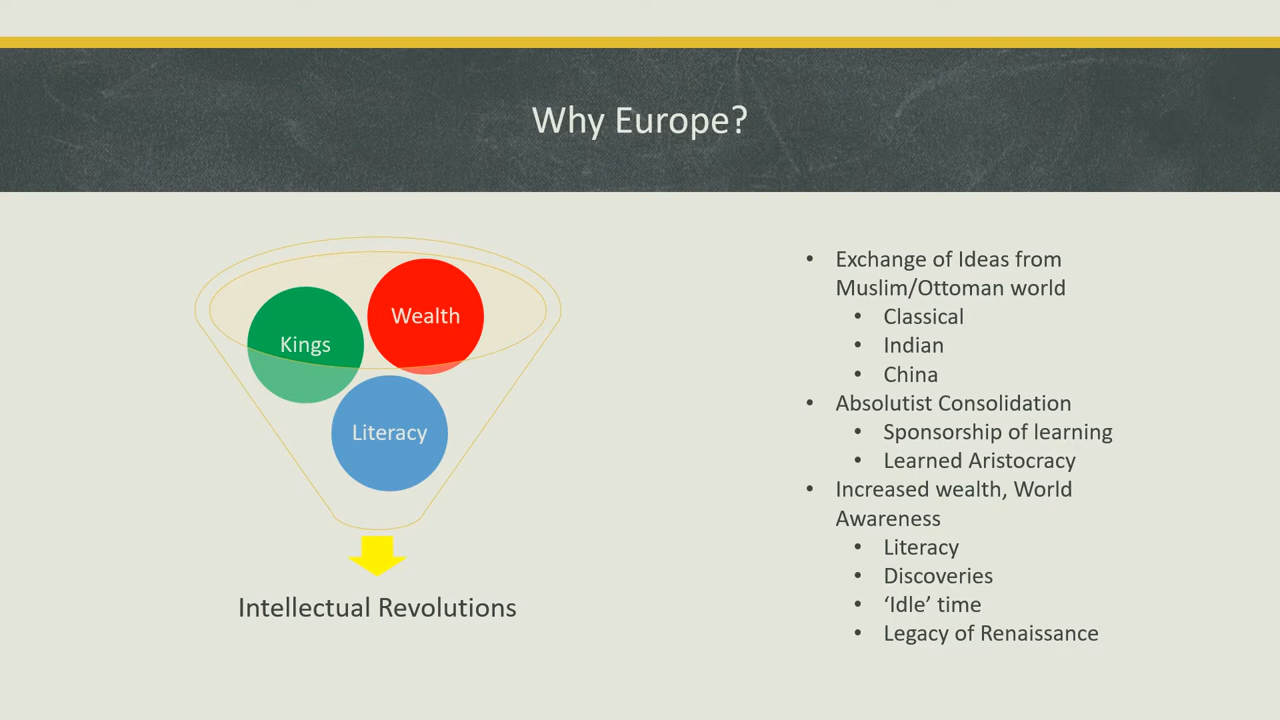 Why Europe?
Kings
Wealth
Literacy
Intellectual Revolutions
• Exchange of Ideas from
Muslim/Ottoman world
• Classical
• Indian
• China
• Absolutist Consolidation
• Sponsorship of learning
• Learned Aristocracy
• Increased wealth, World
Awareness
• Literacy
• Discoveries
• ‘Idle’ time
• Legacy of Renaissance